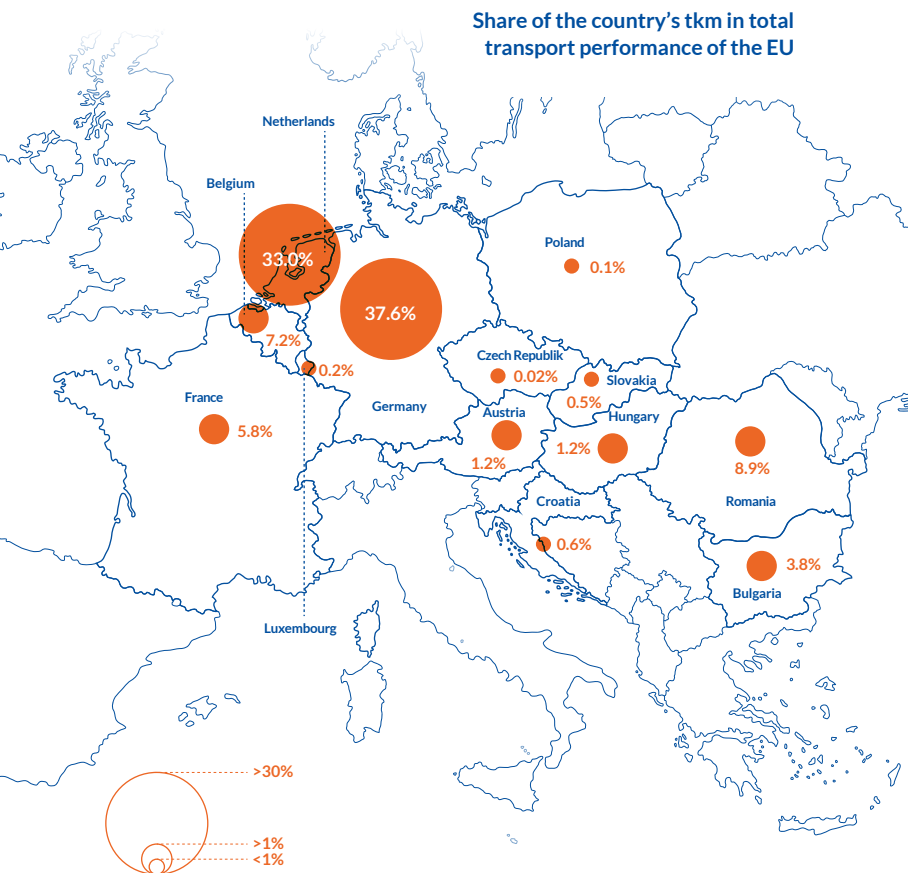 Share of the country's tkm in total
transport performance of the EU
Netherlands
Belgium
33.0%
Poland
0.1%
37.6%
7.2%
0.2%
Czech Republik
0.02%
Slovakia
0.5%
France
5.8%
Germany
Austria
1.2%
Hungary
1.2%
8.9%
Romania
Croatia
0.6%
3.8%
Bulgaria
Luxembourg
>30%
>1%
<1%